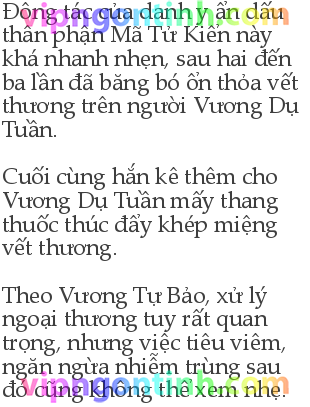 Động tác của danh y ẩn dấu
thân phận Mã Tử Kiển này
khá nhanh nhẹn, sau hai đến
ba lần đã băng bó ổn thỏa vết
thương trên người Vương Dụ
Tuần.
Cuối cùng hắn kê thêm cho
Vương Dụ Tuần mấy thang
thuốc thúc đẩy khép miệng
vết thương.
Theo Vương Tự Bảo, xử lý
ngoại thương tuy rất quan
trọng, nhưng việc tiêu viêm,
ngăn ngừa nhiễm trùng sau
đó cũng không thể xem nhẹ.
vipngontinh.com
vipngontinh.com